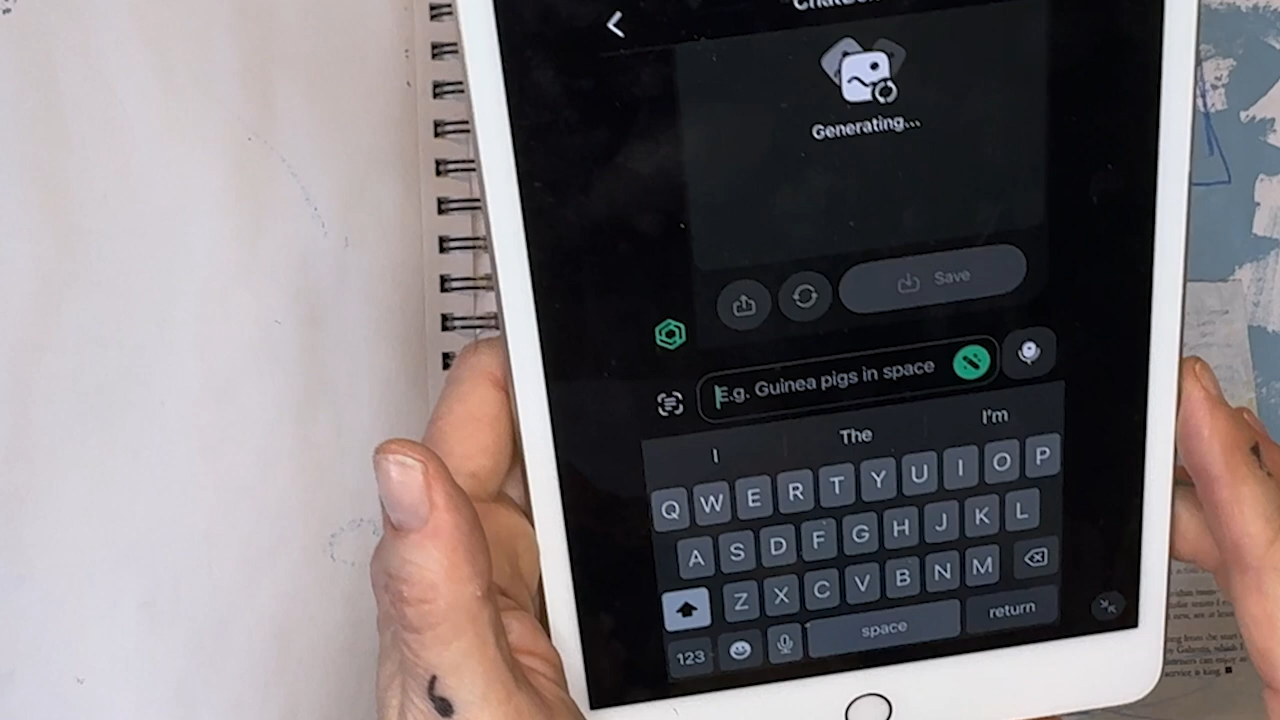 Generating...
Save
E.g. Guinea pigs in space
I The I'm
Q W E R T Y U I O P
A S D F G H J K L
Z X C V B N M
123 space return